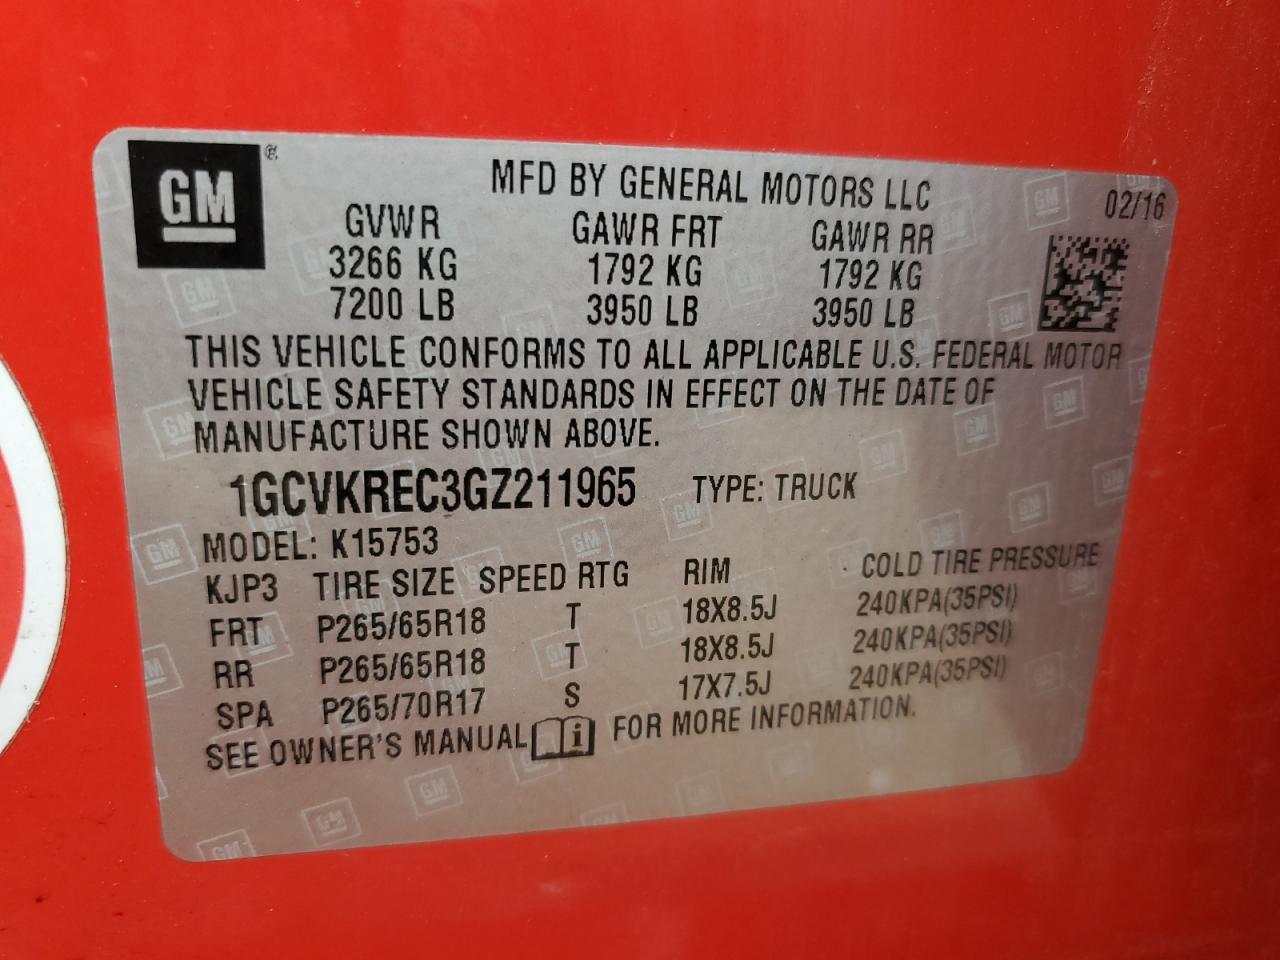 GM
MFD BY GENERAL MOTORS LLC
02/16
GVWR GAWR FRT GAWR RR
3266 KG 1792 KG 1792 KG
7200 LB 3950 LB 3950 LB
THIS VEHICLE CONFORMS TO ALL APPLICABLE U.S. FEDERAL MOTOR
VEHICLE SAFETY STANDARDS IN EFFECT ON THE DATE OF
MANUFACTURE SHOWN ABOVE.
1GCVKREC3GZ211965 TYPE: TRUCK
MODEL: K15753
KJP3 TIRE SIZE SPEED RTG RIM COLD TIRE PRESSURE
FRT P265/65R18 T 18X8.5J 240KPA(35PSI)
RR P265/65R18 T 18X8.5J 240KPA(35PSI)
SPA P265/70R17 S 17X7.5J 240KPA(35PSI)
SEE OWNER'S MANUAL i FOR MORE INFORMATION.